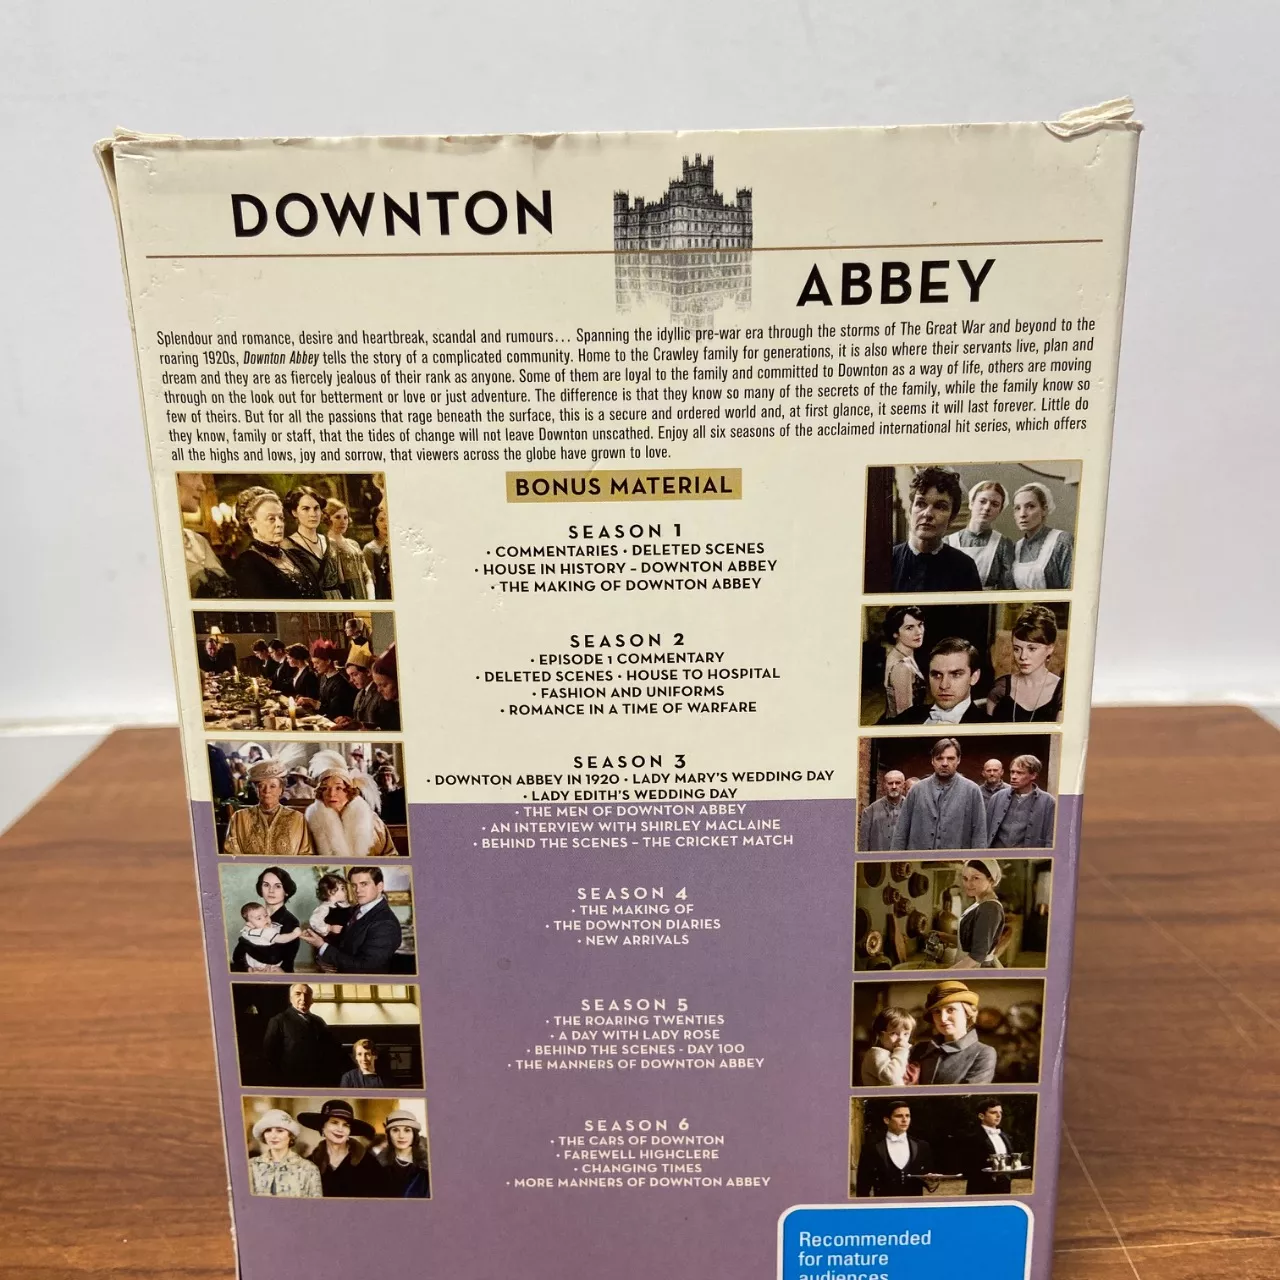 DOWNTON
ABBEY
Splendour and romance, desire and heartbreak, scandal and rumours... Spanning the idyllic pre-war era through the storms of The Great War and beyond to the
roaring 1920s, Downton Abbey tells the story of a complicated community. Home to the Crawley family for generations, it is also where their servants live, plan and
dream and they are as fiercely jealous of their rank as anyone. Some of them are loyal to the family and committed to Downton as a way of life, others are moving
through on the look out for betterment or love or just adventure. The difference is that they know so many of the secrets of the family, while the family know so
few of theirs. But for all the passions that rage beneath the surface, this is a secure and ordered world and, at first glance, it seems it will last forever. Little do
they know, family or staff, that the tides of change will not leave Downton unscathed. Enjoy all six seasons of the acclaimed international hit series, which offers
all the highs and lows, joy and sorrow, that viewers across the globe have grown to love.
BONUS MATERIAL
SEASON 1
• COMMENTARIES • DELETED SCENES
• HOUSE IN HISTORY – DOWNTON ABBEY
• THE MAKING OF DOWNTON ABBEY
SEASON 2
• EPISODE 1 COMMENTARY
• DELETED SCENES • HOUSE TO HOSPITAL
• FASHION AND UNIFORMS
• ROMANCE IN A TIME OF WARFARE
SEASON 3
• DOWNTON ABBEY IN 1920 • LADY MARY'S WEDDING DAY
• LADY EDITH'S WEDDING DAY
• THE MEN OF DOWNTON ABBEY
• AN INTERVIEW WITH SHIRLEY MACLAINE
• BEHIND THE SCENES – THE CRICKET MATCH
SEASON 4
• THE MAKING OF
• THE DOWNTON DIARIES
• NEW ARRIVALS
SEASON 5
• THE ROARING TWENTIES
• A DAY WITH LADY ROSE
• BEHIND THE SCENES - DAY 100
• THE MANNERS OF DOWNTON ABBEY
SEASON 6
• THE CARS OF DOWNTON
• FAREWELL HIGHCLERE
• CHANGING TIMES
• MORE MANNERS OF DOWNTON ABBEY
Recommended
for mature
audiences